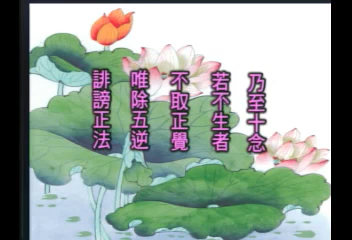 乃至十念
若不生者
不取正覺
唯除五逆
誹謗正法